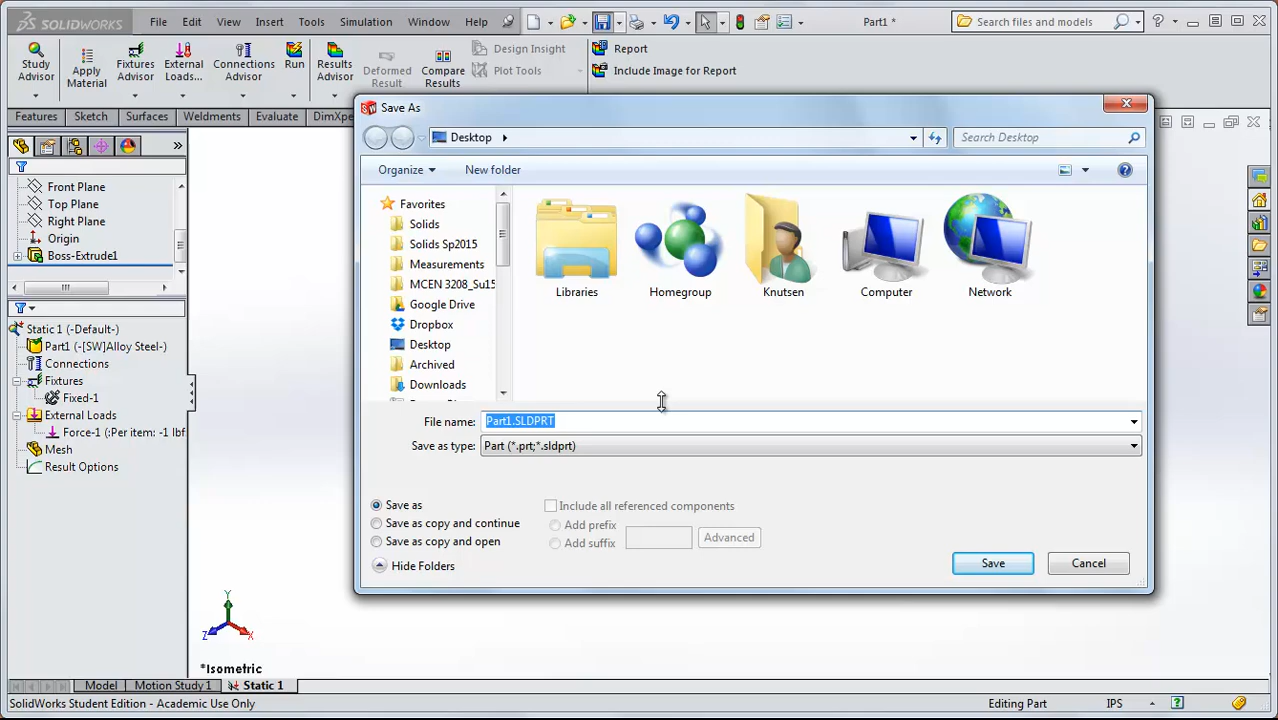 SOLIDWORKS File Edit View Insert Tools Simulation Window Help Part1 * Search files and models
Study Advisor
Apply Material
Fixtures Advisor
External Loads...
Connections Advisor
Run
Results Advisor
Deformed Result
Compare Results
Design Insight
Plot Tools
Report
Include Image for Report
Features Sketch Surfaces Weldments Evaluate DimXpe
Front Plane
Top Plane
Right Plane
Origin
Boss-Extrude1
Static 1 (-Default-)
Part1 (-[SW]Alloy Steel-)
Connections
Fixtures
Fixed-1
External Loads
Force-1 (:Per item: -1 lbf
Mesh
Result Options
Save As
Desktop
Search Desktop
Organize New folder
Favorites
Solids
Solids Sp2015
Measurements
MCEN 3208_Su15
Google Drive
Dropbox
Desktop
Archived
Downloads
Libraries Homegroup Knutsen Computer Network
File name: Part1.SLDPRT
Save as type: Part (*.prt;*.sldprt)
Save as
Save as copy and continue
Save as copy and open
Include all referenced components
Add prefix
Add suffix
Advanced
Hide Folders
Save Cancel
Y
Z X
*Isometric
Model Motion Study 1 Static 1
SolidWorks Student Edition - Academic Use Only Editing Part IPS